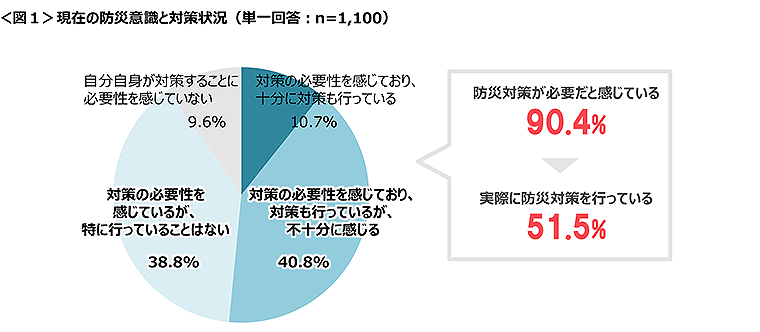 ＜図１＞現在の防災意識と対策状況（単一回答：n=1,100）
自分自身が対策することに
必要性を感じていない
9.6%
対策の必要性を感じており、
十分に対策も行っている
10.7%
対策の必要性を
感じているが、
特に行っていることはない
38.8%
対策の必要性を感じており、
対策も行っているが、
不十分に感じる
40.8%
防災対策が必要だと感じている
90.4%
実際に防災対策を行っている
51.5%